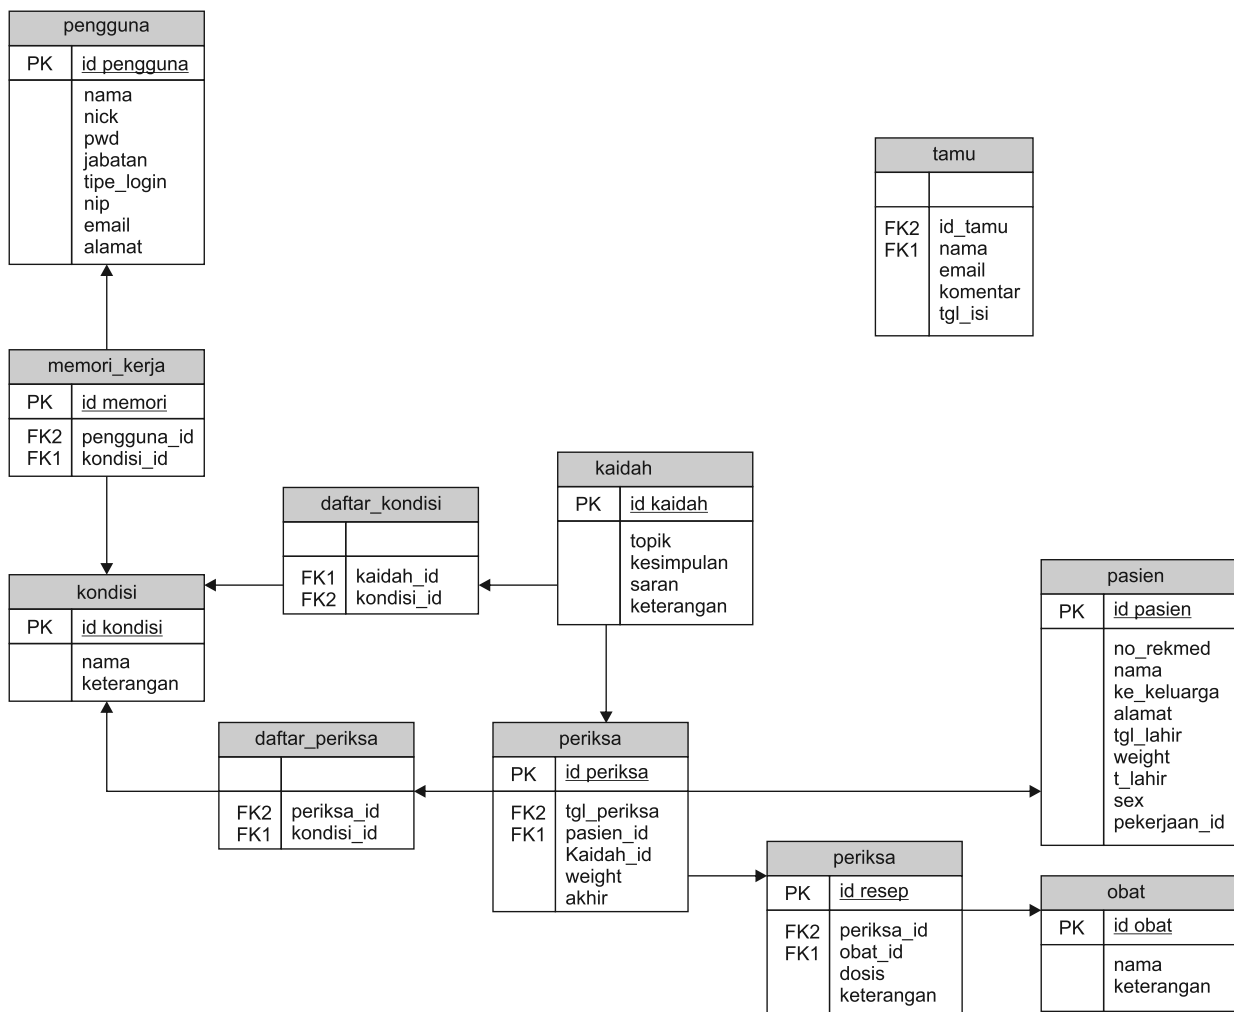 pengguna
PK id pengguna
nama
nick
pwd
jabatan
tipe_login
nip
email
alamat
tamu
FK2 id_tamu
FK1 nama
email
komentar
tgl_isi
memori_kerja
PK id memori
FK2 pengguna_id
FK1 kondisi_id
kaidah
PK id kaidah
topik
kesimpulan
saran
keterangan
daftar_kondisi
FK1 kaidah_id
FK2 kondisi_id
kondisi
PK id kondisi
nama
keterangan
pasien
PK id pasien
no_rekmed
nama
ke_keluarga
alamat
tgl_lahir
weight
t_lahir
sex
pekerjaan_id
daftar_periksa
FK2 periksa_id
FK1 kondisi_id
periksa
PK id periksa
FK2 tgl_periksa
FK1 pasien_id
Kaidah_id
weight
akhir
periksa
PK id resep
FK2 periksa_id
FK1 obat_id
dosis
keterangan
obat
PK id obat
nama
keterangan